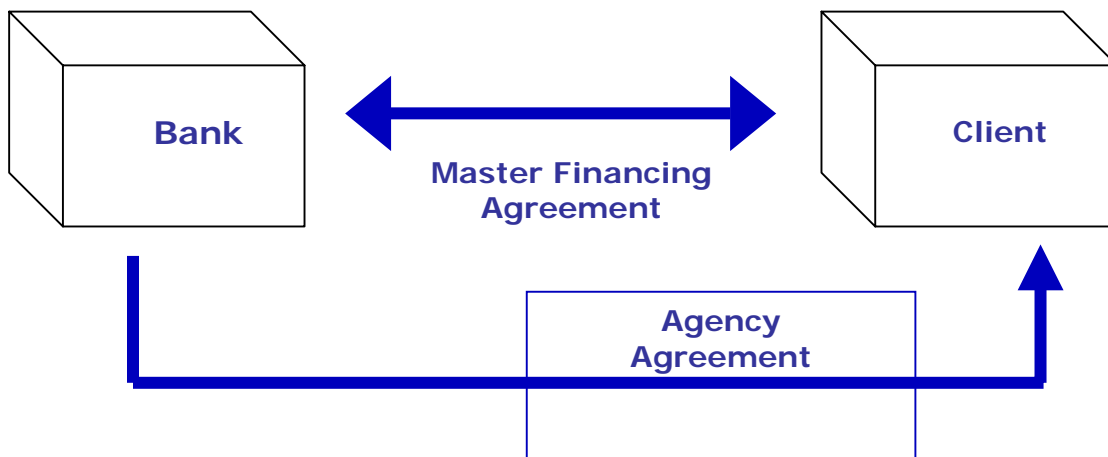 Bank
Client
Master Financing
Agreement
Agency
Agreement